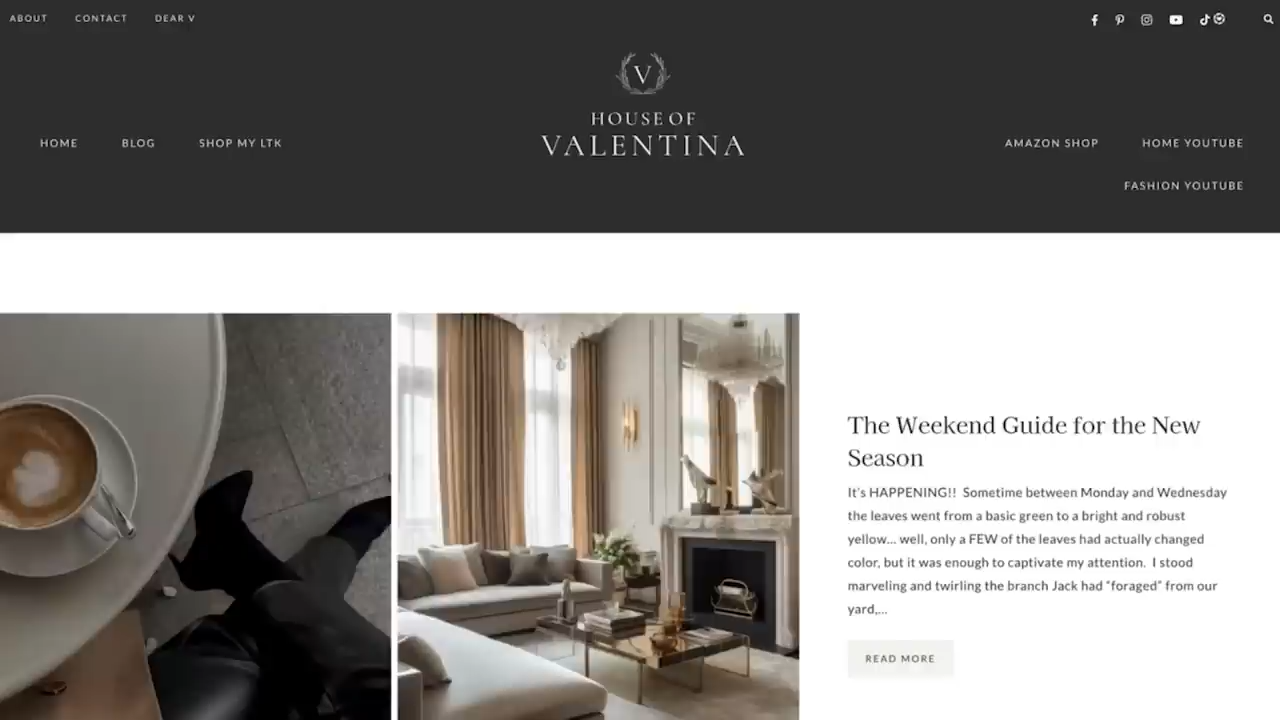 ABOUT CONTACT DEAR V
V
HOUSE OF
VALENTINA
HOME BLOG SHOP MY LTK
AMAZON SHOP HOME YOUTUBE
FASHION YOUTUBE
The Weekend Guide for the New
Season
It's HAPPENING!! Sometime between Monday and Wednesday
the leaves went from a basic green to a bright and robust
yellow... well, only a FEW of the leaves had actually changed
color, but it was enough to captivate my attention. I stood
marveling and twirling the branch Jack had “foraged” from our
yard,...
READ MORE